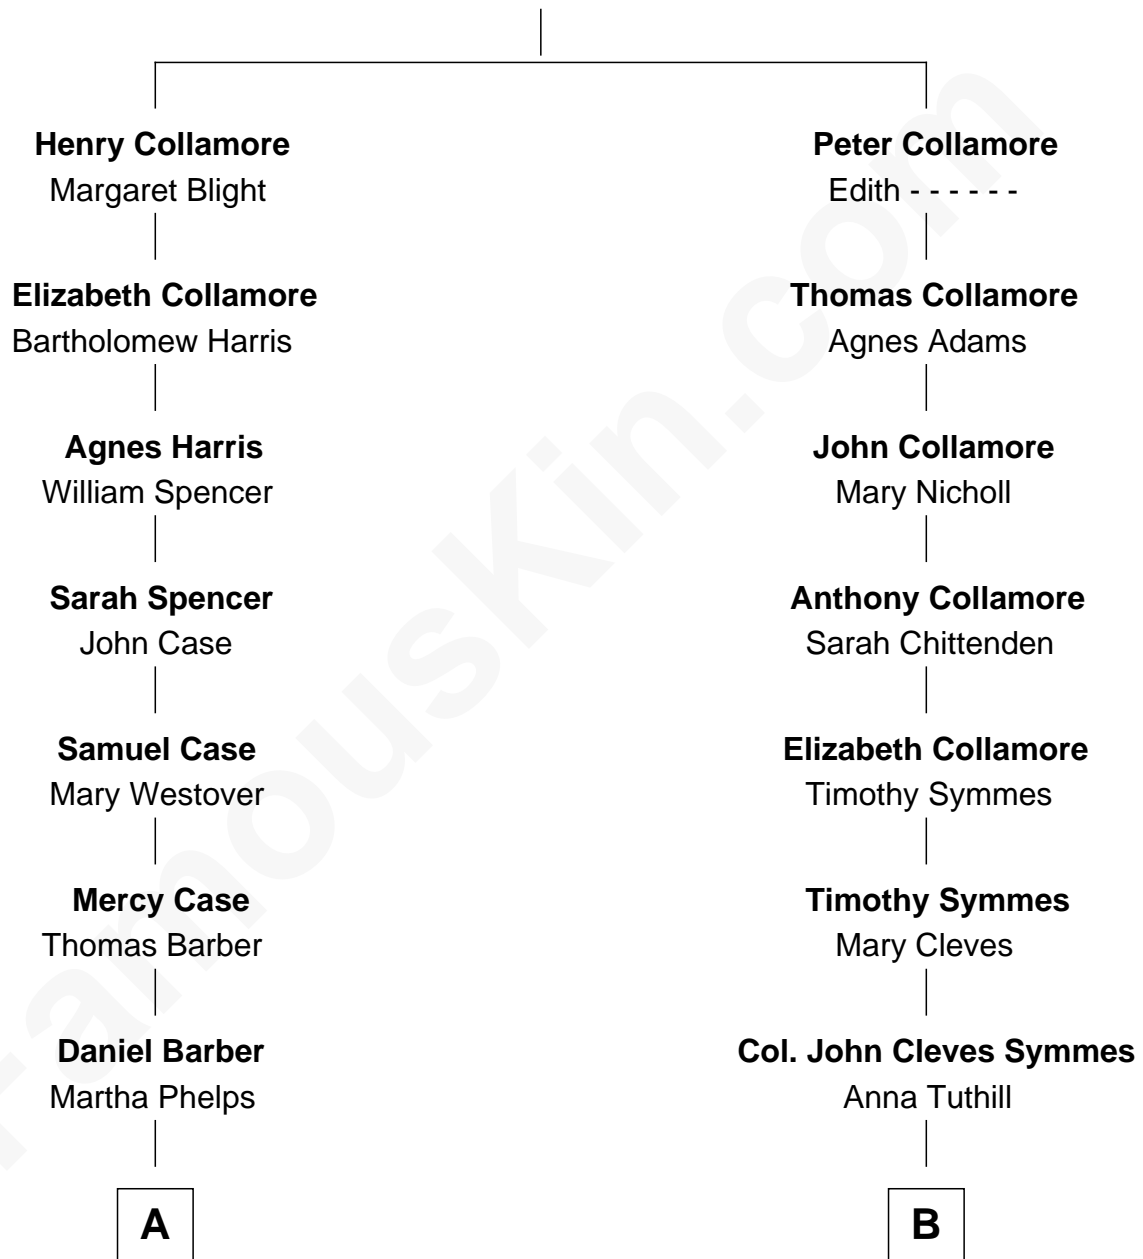 Henry Collamore
Margaret Blight
Elizabeth Collamore
Bartholomew Harris
Agnes Harris
William Spencer
Sarah Spencer
John Case
Samuel Case
Mary Westover
Mercy Case
Thomas Barber
Daniel Barber
Martha Phelps
A
Peter Collamore
Edith - - - - - -
Thomas Collamore
Agnes Adams
John Collamore
Mary Nicholl
Anthony Collamore
Sarah Chittenden
Elizabeth Collamore
Timothy Symmes
Timothy Symmes
Mary Cleves
Col. John Cleves Symmes
Anna Tuthill
B
FamousKin.com